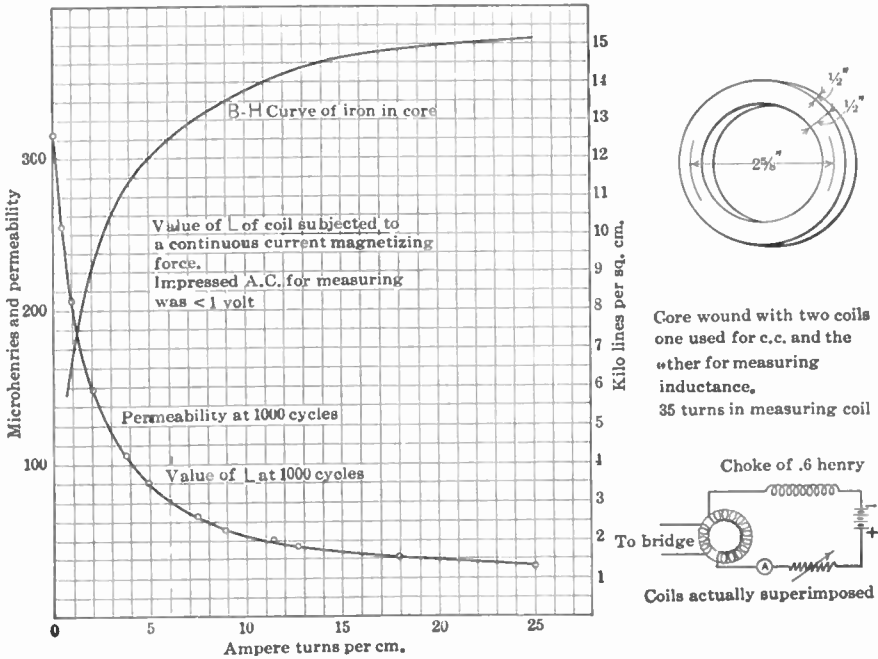 Microhenries and permeability
300
200
100
0
5
10
15
20
25
Ampere turns per cm.
15
14
13
12
11
10
9
8
7
6
5
4
3
2
1
Kilo lines per sq. cm.
B-H Curve of iron in core
Value of L of coil subjected to
a continuous current magnetizing
force.
Impressed A.C. for measuring
was < 1 volt
Permeability at 1000 cycles
Value of L at 1000 cycles
½"
½"
2⅝"
Core wound with two coils
one used for c.c. and the
other for measuring
inductance.
35 turns in measuring coil
Choke of .6 henry
-
+
To bridge
A
Coils actually superimposed